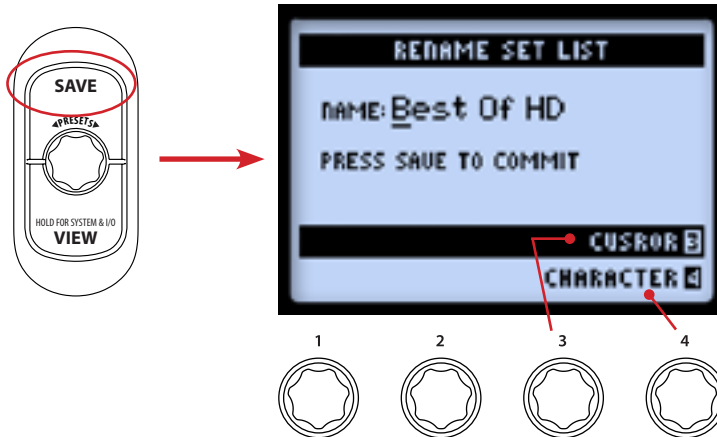 SAVE
◀PRESETS▶
HOLD FOR SYSTEM & I/O
VIEW
RENAME SET LIST
NAME: Best Of HD
PRESS SAVE TO COMMIT
CUSROR 3
CHARACTER 4
1 2 3 4